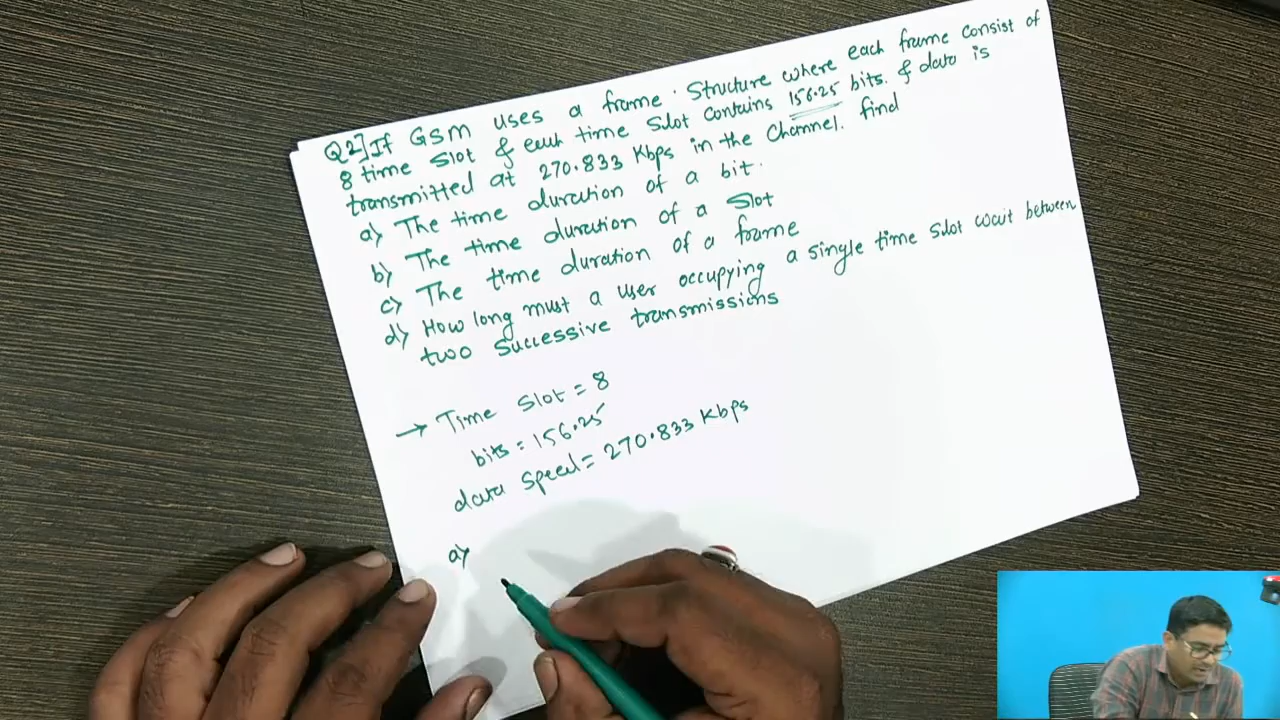 Q2] If GSM uses a frame structure where each frame consist of
8 time slot & each time slot contains 156.25 bits. & data is
transmitted at 270.833 Kbps in the channel. find
a) The time duration of a bit.
b) The time duration of a slot
c) The time duration of a frame
d) How long must a user occupying a single time slot wait between
two successive transmissions
→ Time slot = 8
bits = 156.25
data speed = 270.833 Kbps
a)